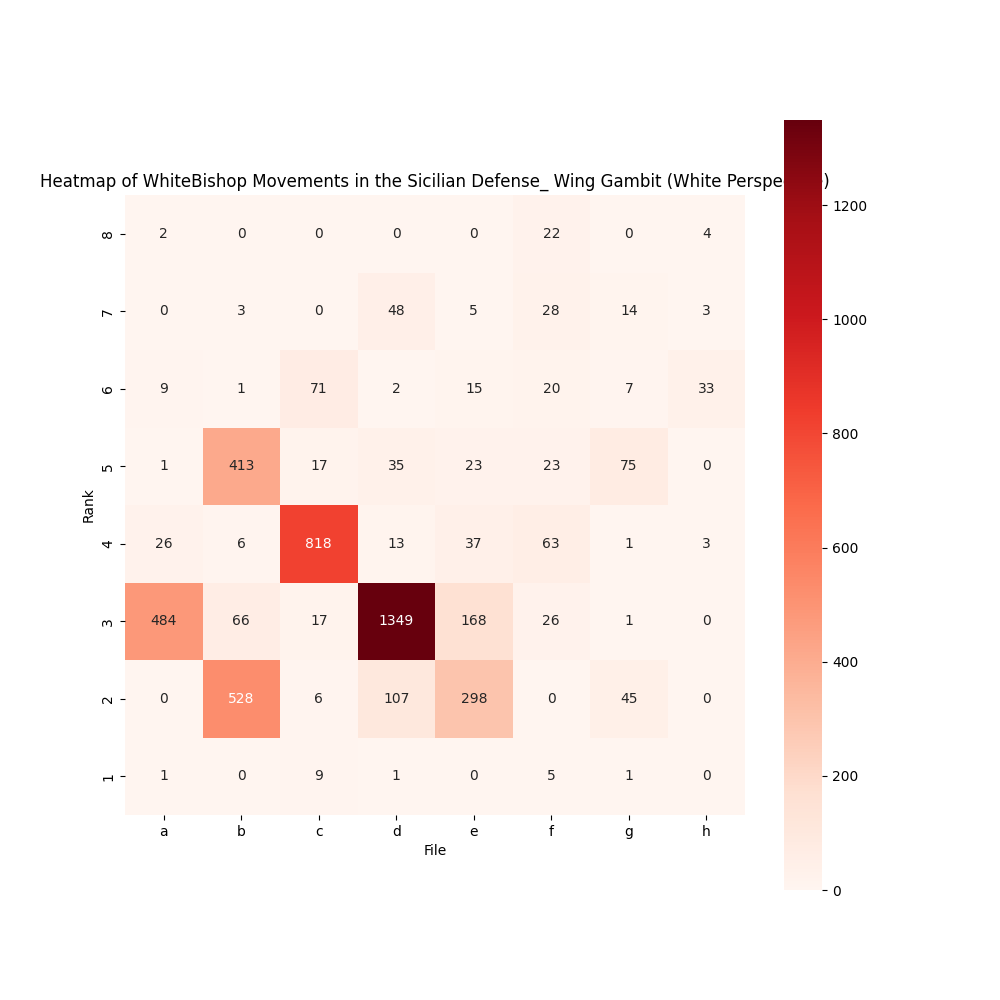 Heatmap of WhiteBishop Movements in the Sicilian Defense_ Wing Gambit (White Perspe )
1200
8 2 0 0 0 0 22 0 4
7 0 3 0 48 5 28 14 3
1000
6 9 1 71 2 15 20 7 33
800
5 1 413 17 35 23 23 75 0
Rank
4 26 6 818 13 37 63 1 3
600
3 484 66 17 1349 168 26 1 0
400
2 0 528 6 107 298 0 45 0
200
1 1 0 9 1 0 5 1 0
a b c d e f g h
File
0